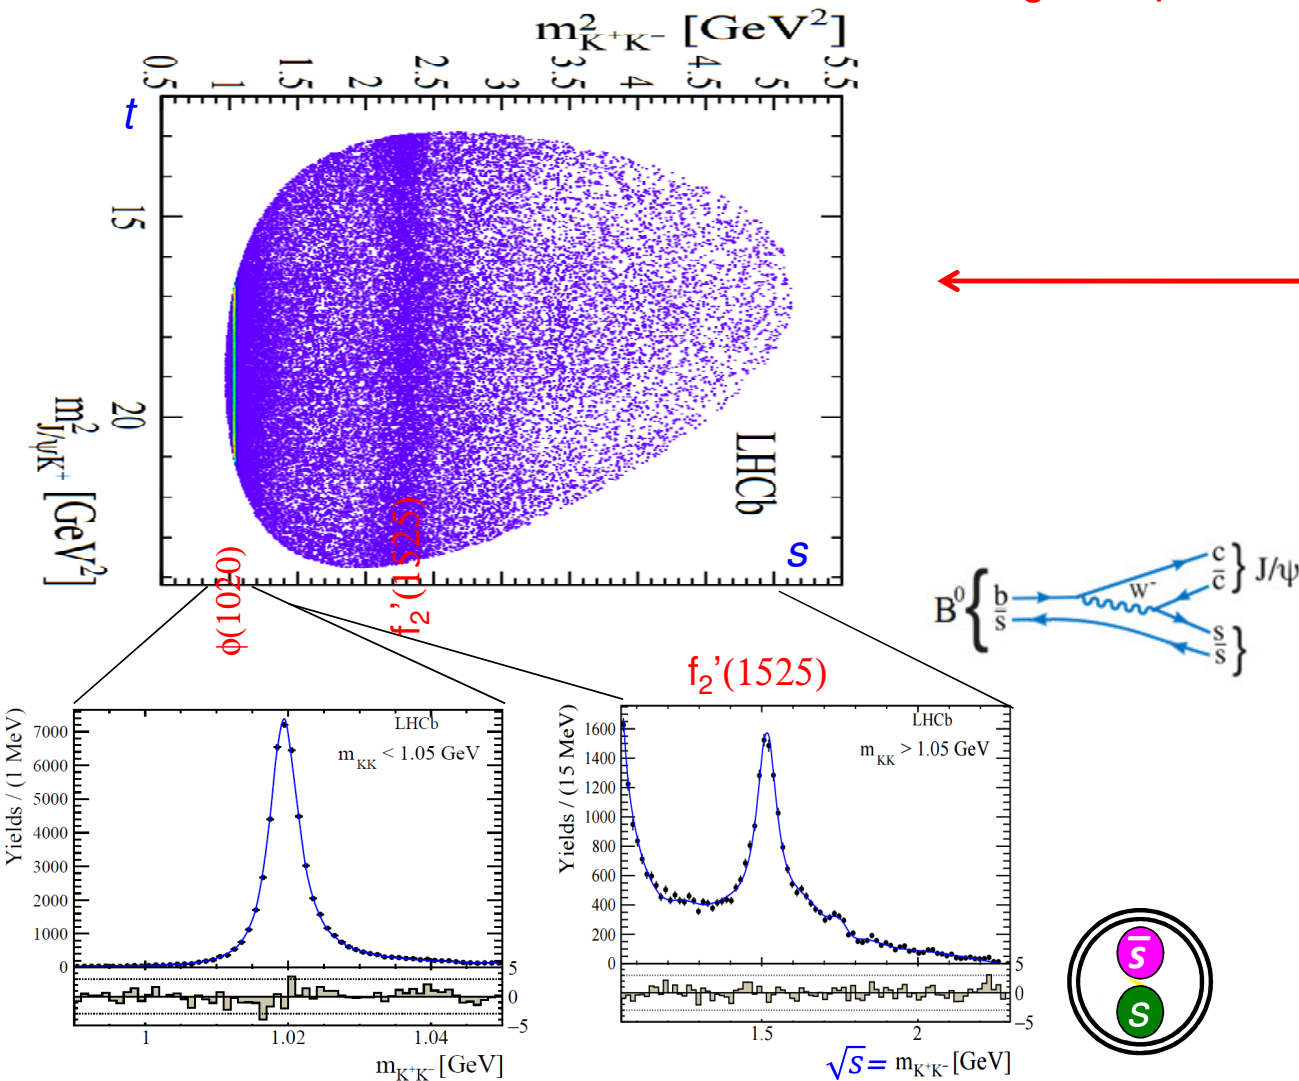 m²K⁺K⁻ [GeV²]
0.5 1 1.5 2 2.5 3 3.5 4 4.5 5 5.5
t
15
20
m²J/ψK⁺ [GeV²]
LHCb
s
ϕ(1020)
f₂'(1525)
B⁰ { b s̄
W⁻
c c̄ } J/ψ
s s̄ }
f₂'(1525)
Yields / (1 MeV)
7000
6000
5000
4000
3000
2000
1000
0
LHCb
mKK < 1.05 GeV
5
0
−5
1 1.02 1.04
mK⁺K⁻ [GeV]
Yields / (15 MeV)
1600
1400
1200
1000
800
600
400
200
0
LHCb
mKK > 1.05 GeV
5
0
−5
1.5 2
√s = mK⁺K⁻ [GeV]
s̄
s